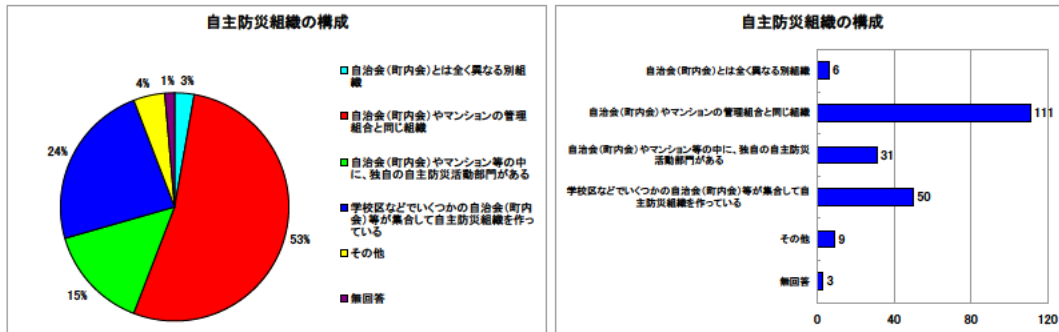 自主防災組織の構成
4%
1%
3%
24%
15%
53%
自治会(町内会)とは全く異なる別組
織
自治会(町内会)やマンションの管理
組合と同じ組織
自治会(町内会)やマンション等の中
に、独自の自主防災活動部門がある
学校区などでいくつかの自治会(町内
会)等が集合して自主防災組織を作っ
ている
その他
無回答
自主防災組織の構成
自治会(町内会)とは全く異なる別組織
6
自治会(町内会)やマンションの管理組合と同じ組織
111
自治会(町内会)やマンション等の中に、独自の自主防災
活動部門がある
31
学校区などでいくつかの自治会(町内会)等が集合して自
主防災組織を作っている
50
その他
9
無回答
3
0
40
80
120